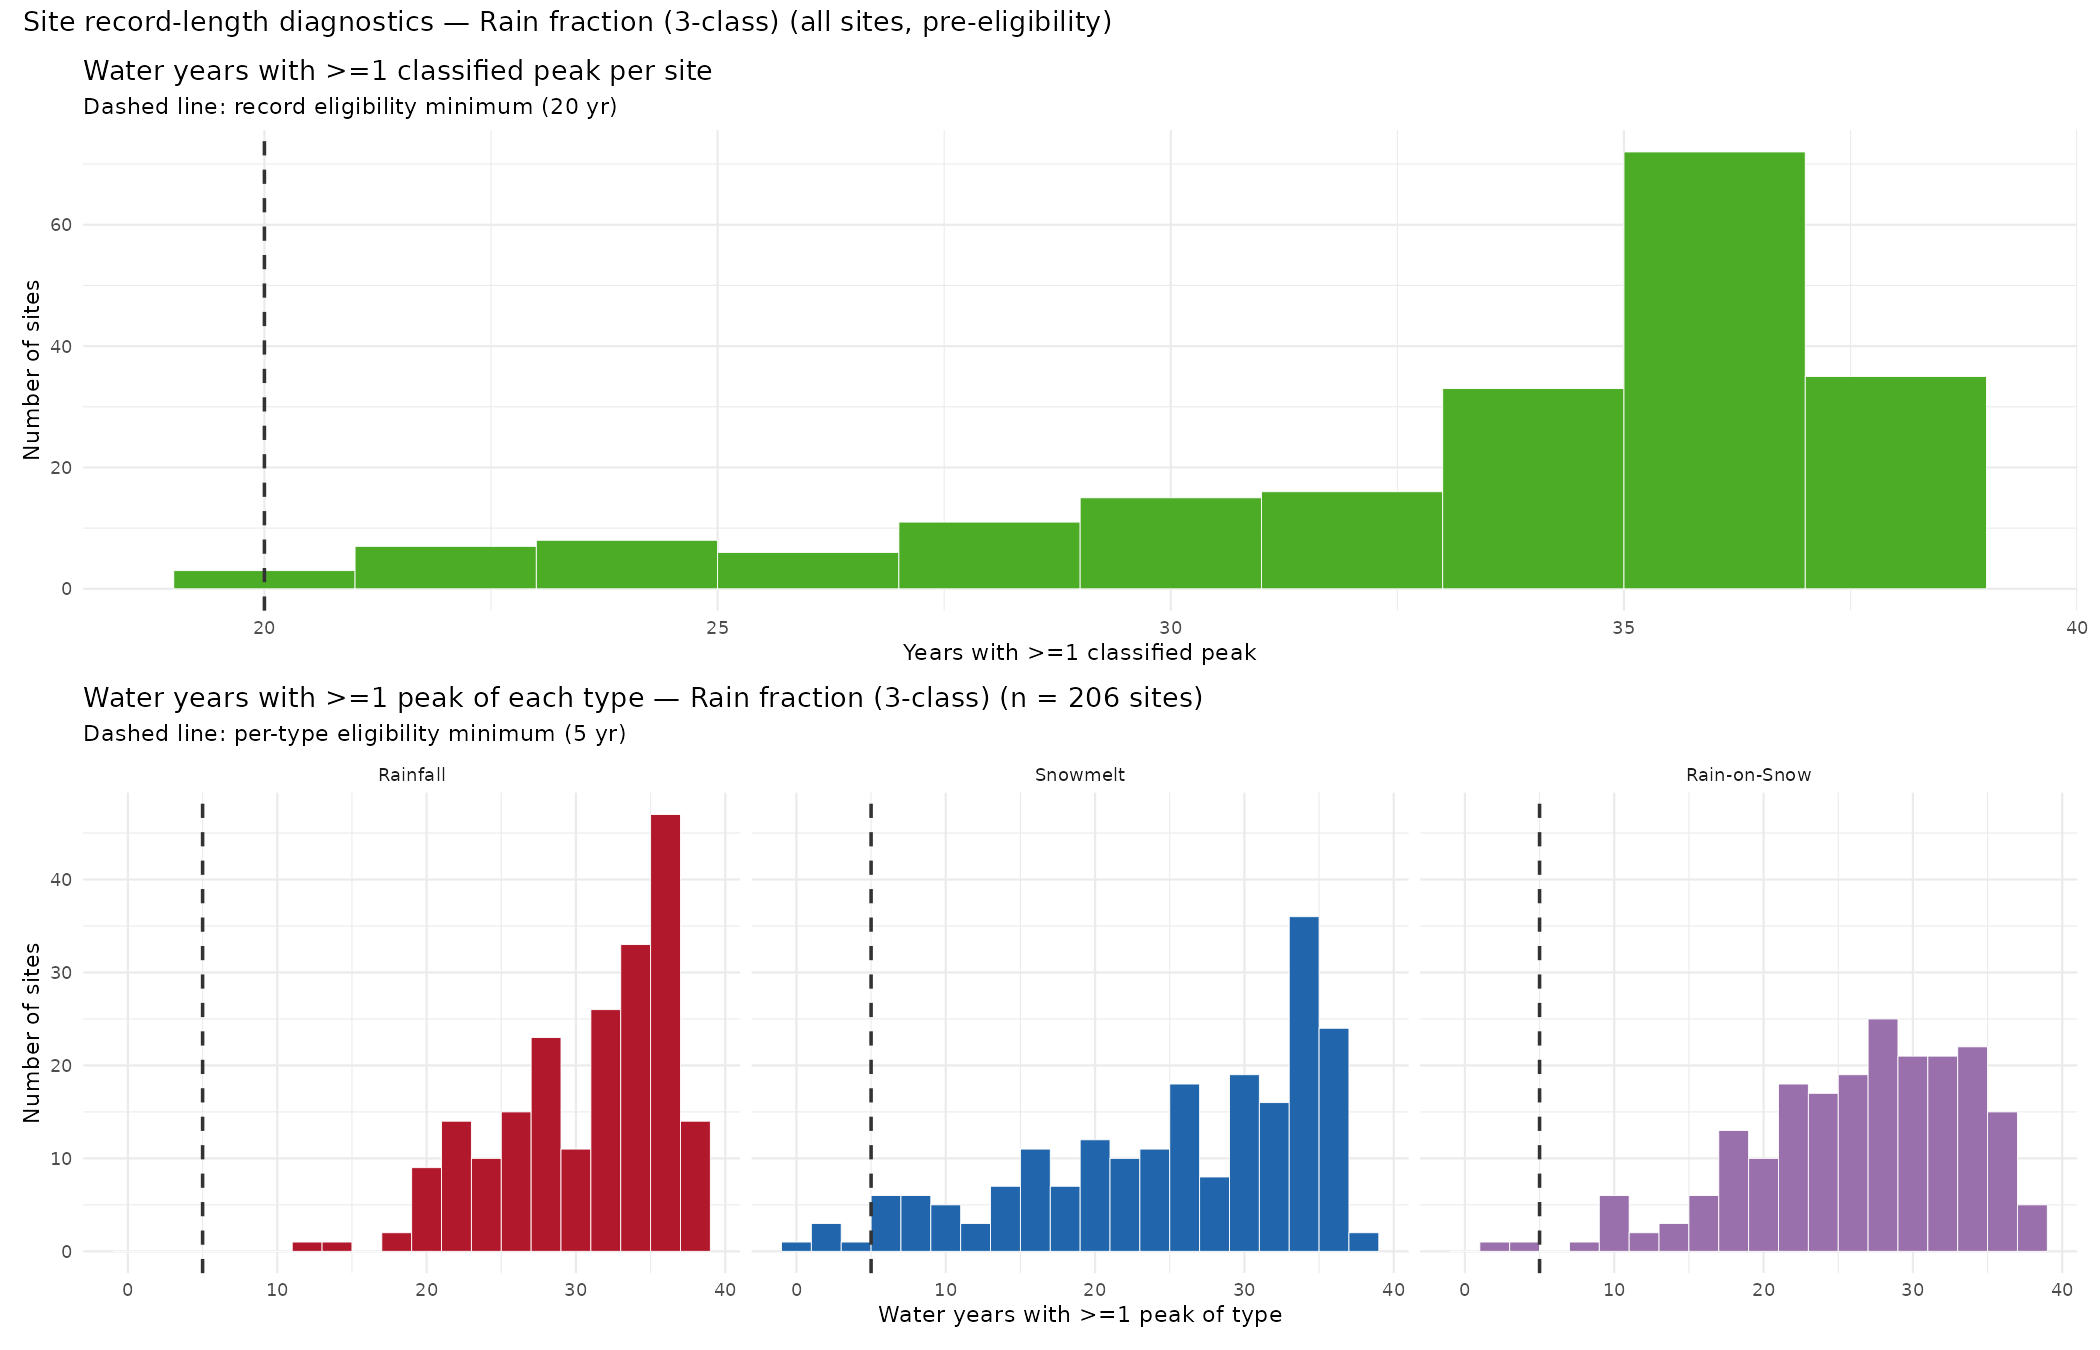 Site record-length diagnostics — Rain fraction (3-class) (all sites, pre-eligibility)
Water years with >=1 classified peak per site
Dashed line: record eligibility minimum (20 yr)
Number of sites
60
40
20
0
20 25 30 35 40
Years with >=1 classified peak
Water years with >=1 peak of each type — Rain fraction (3-class) (n = 206 sites)
Dashed line: per-type eligibility minimum (5 yr)
Rainfall Snowmelt Rain-on-Snow
Number of sites
40
30
20
10
0
0 10 20 30 40 0 10 20 30 40 0 10 20 30 40
Water years with >=1 peak of type